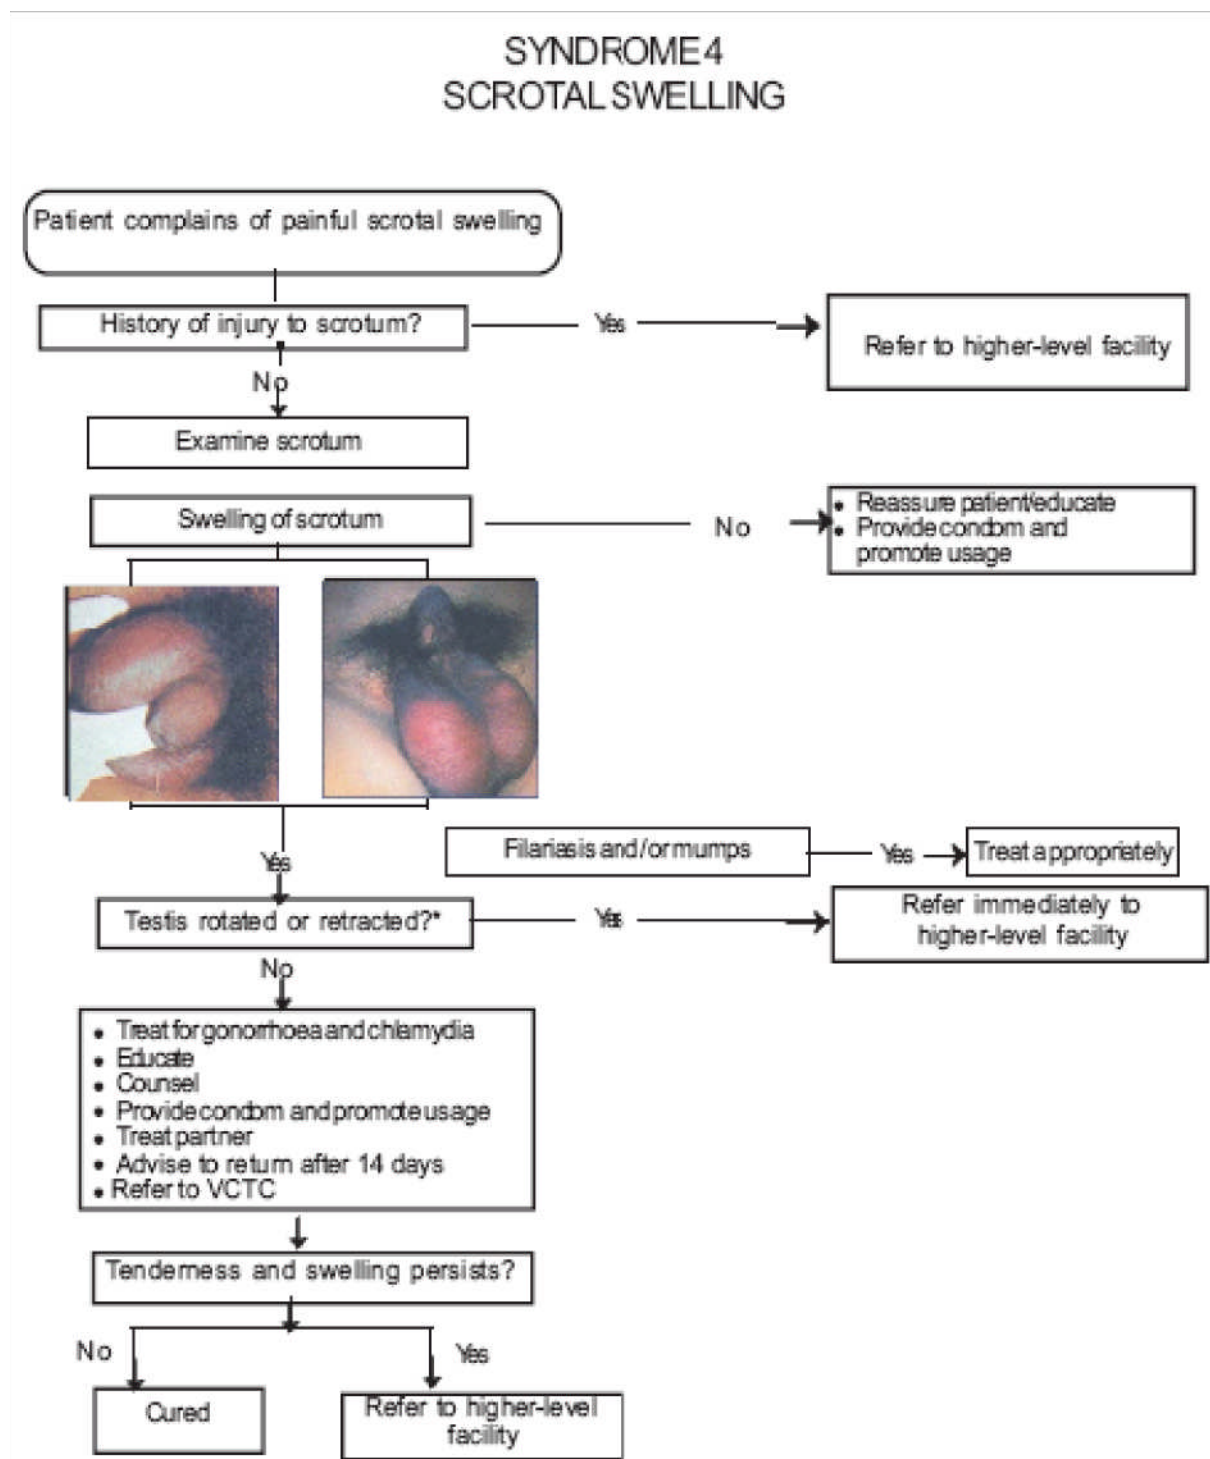 SYNDROME 4
SCROTAL SWELLING
Patient complains of painful scrotal swelling
History of injury to scrotum?
Yes
Refer to higher-level facility
No
Examine scrotum
Swelling of scrotum
No
• Reassure patient/educate
• Provide condom and
promote usage
Yes
Filariasis and/or mumps
Yes
Treat appropriately
Testis rotated or retracted?*
Yes
Refer immediately to
higher-level facility
No
• Treat for gonorrhoea and chlamydia
• Educate
• Counsel
• Provide condom and promote usage
• Treat partner
• Advise to return after 14 days
• Refer to VCTC
Tenderness and swelling persists?
No
Yes
Cured
Refer to higher-level
facility